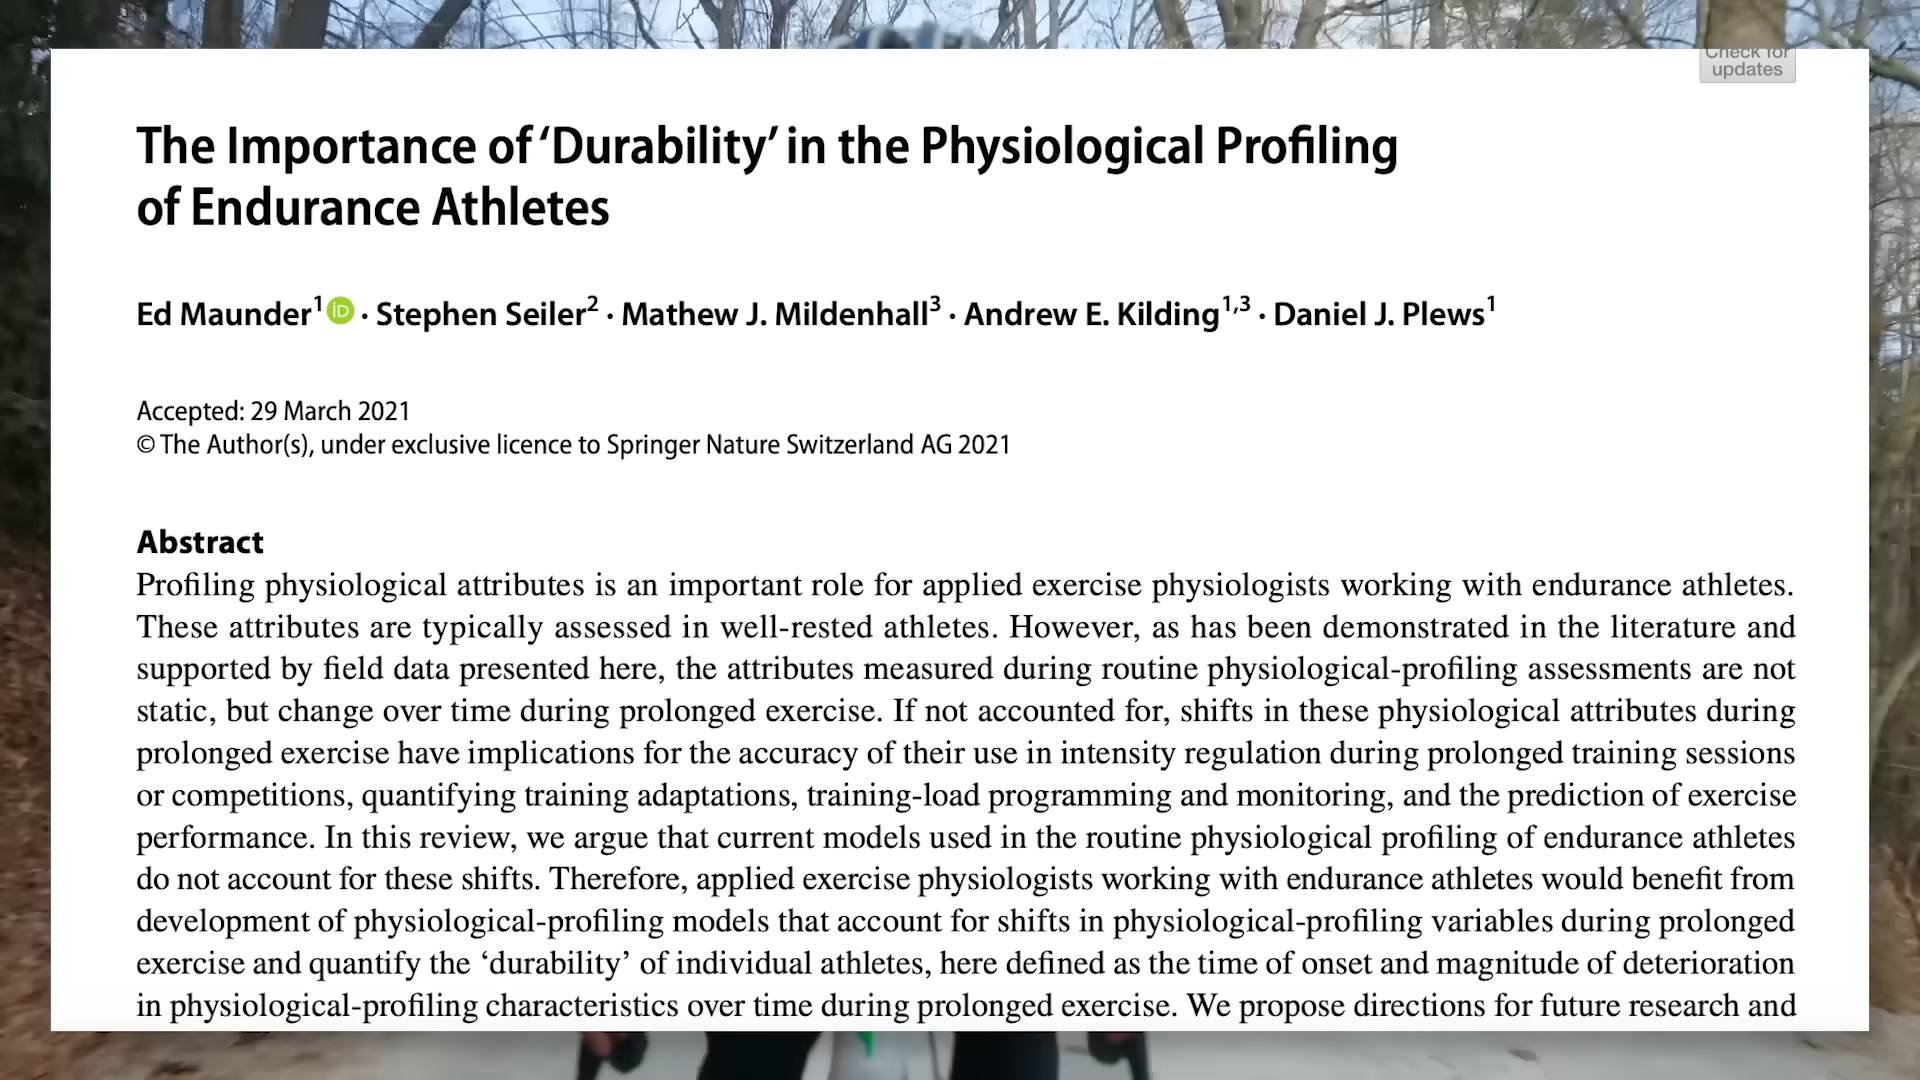 Check for
updates
The Importance of ‘Durability’ in the Physiological Profiling
of Endurance Athletes
Ed Maunder1 iD · Stephen Seiler2 · Mathew J. Mildenhall3 · Andrew E. Kilding1,3 · Daniel J. Plews1
Accepted: 29 March 2021
© The Author(s), under exclusive licence to Springer Nature Switzerland AG 2021
Abstract
Profiling physiological attributes is an important role for applied exercise physiologists working with endurance athletes.
These attributes are typically assessed in well-rested athletes. However, as has been demonstrated in the literature and
supported by field data presented here, the attributes measured during routine physiological-profiling assessments are not
static, but change over time during prolonged exercise. If not accounted for, shifts in these physiological attributes during
prolonged exercise have implications for the accuracy of their use in intensity regulation during prolonged training sessions
or competitions, quantifying training adaptations, training-load programming and monitoring, and the prediction of exercise
performance. In this review, we argue that current models used in the routine physiological profiling of endurance athletes
do not account for these shifts. Therefore, applied exercise physiologists working with endurance athletes would benefit from
development of physiological-profiling models that account for shifts in physiological-profiling variables during prolonged
exercise and quantify the ‘durability’ of individual athletes, here defined as the time of onset and magnitude of deterioration
in physiological-profiling characteristics over time during prolonged exercise. We propose directions for future research and